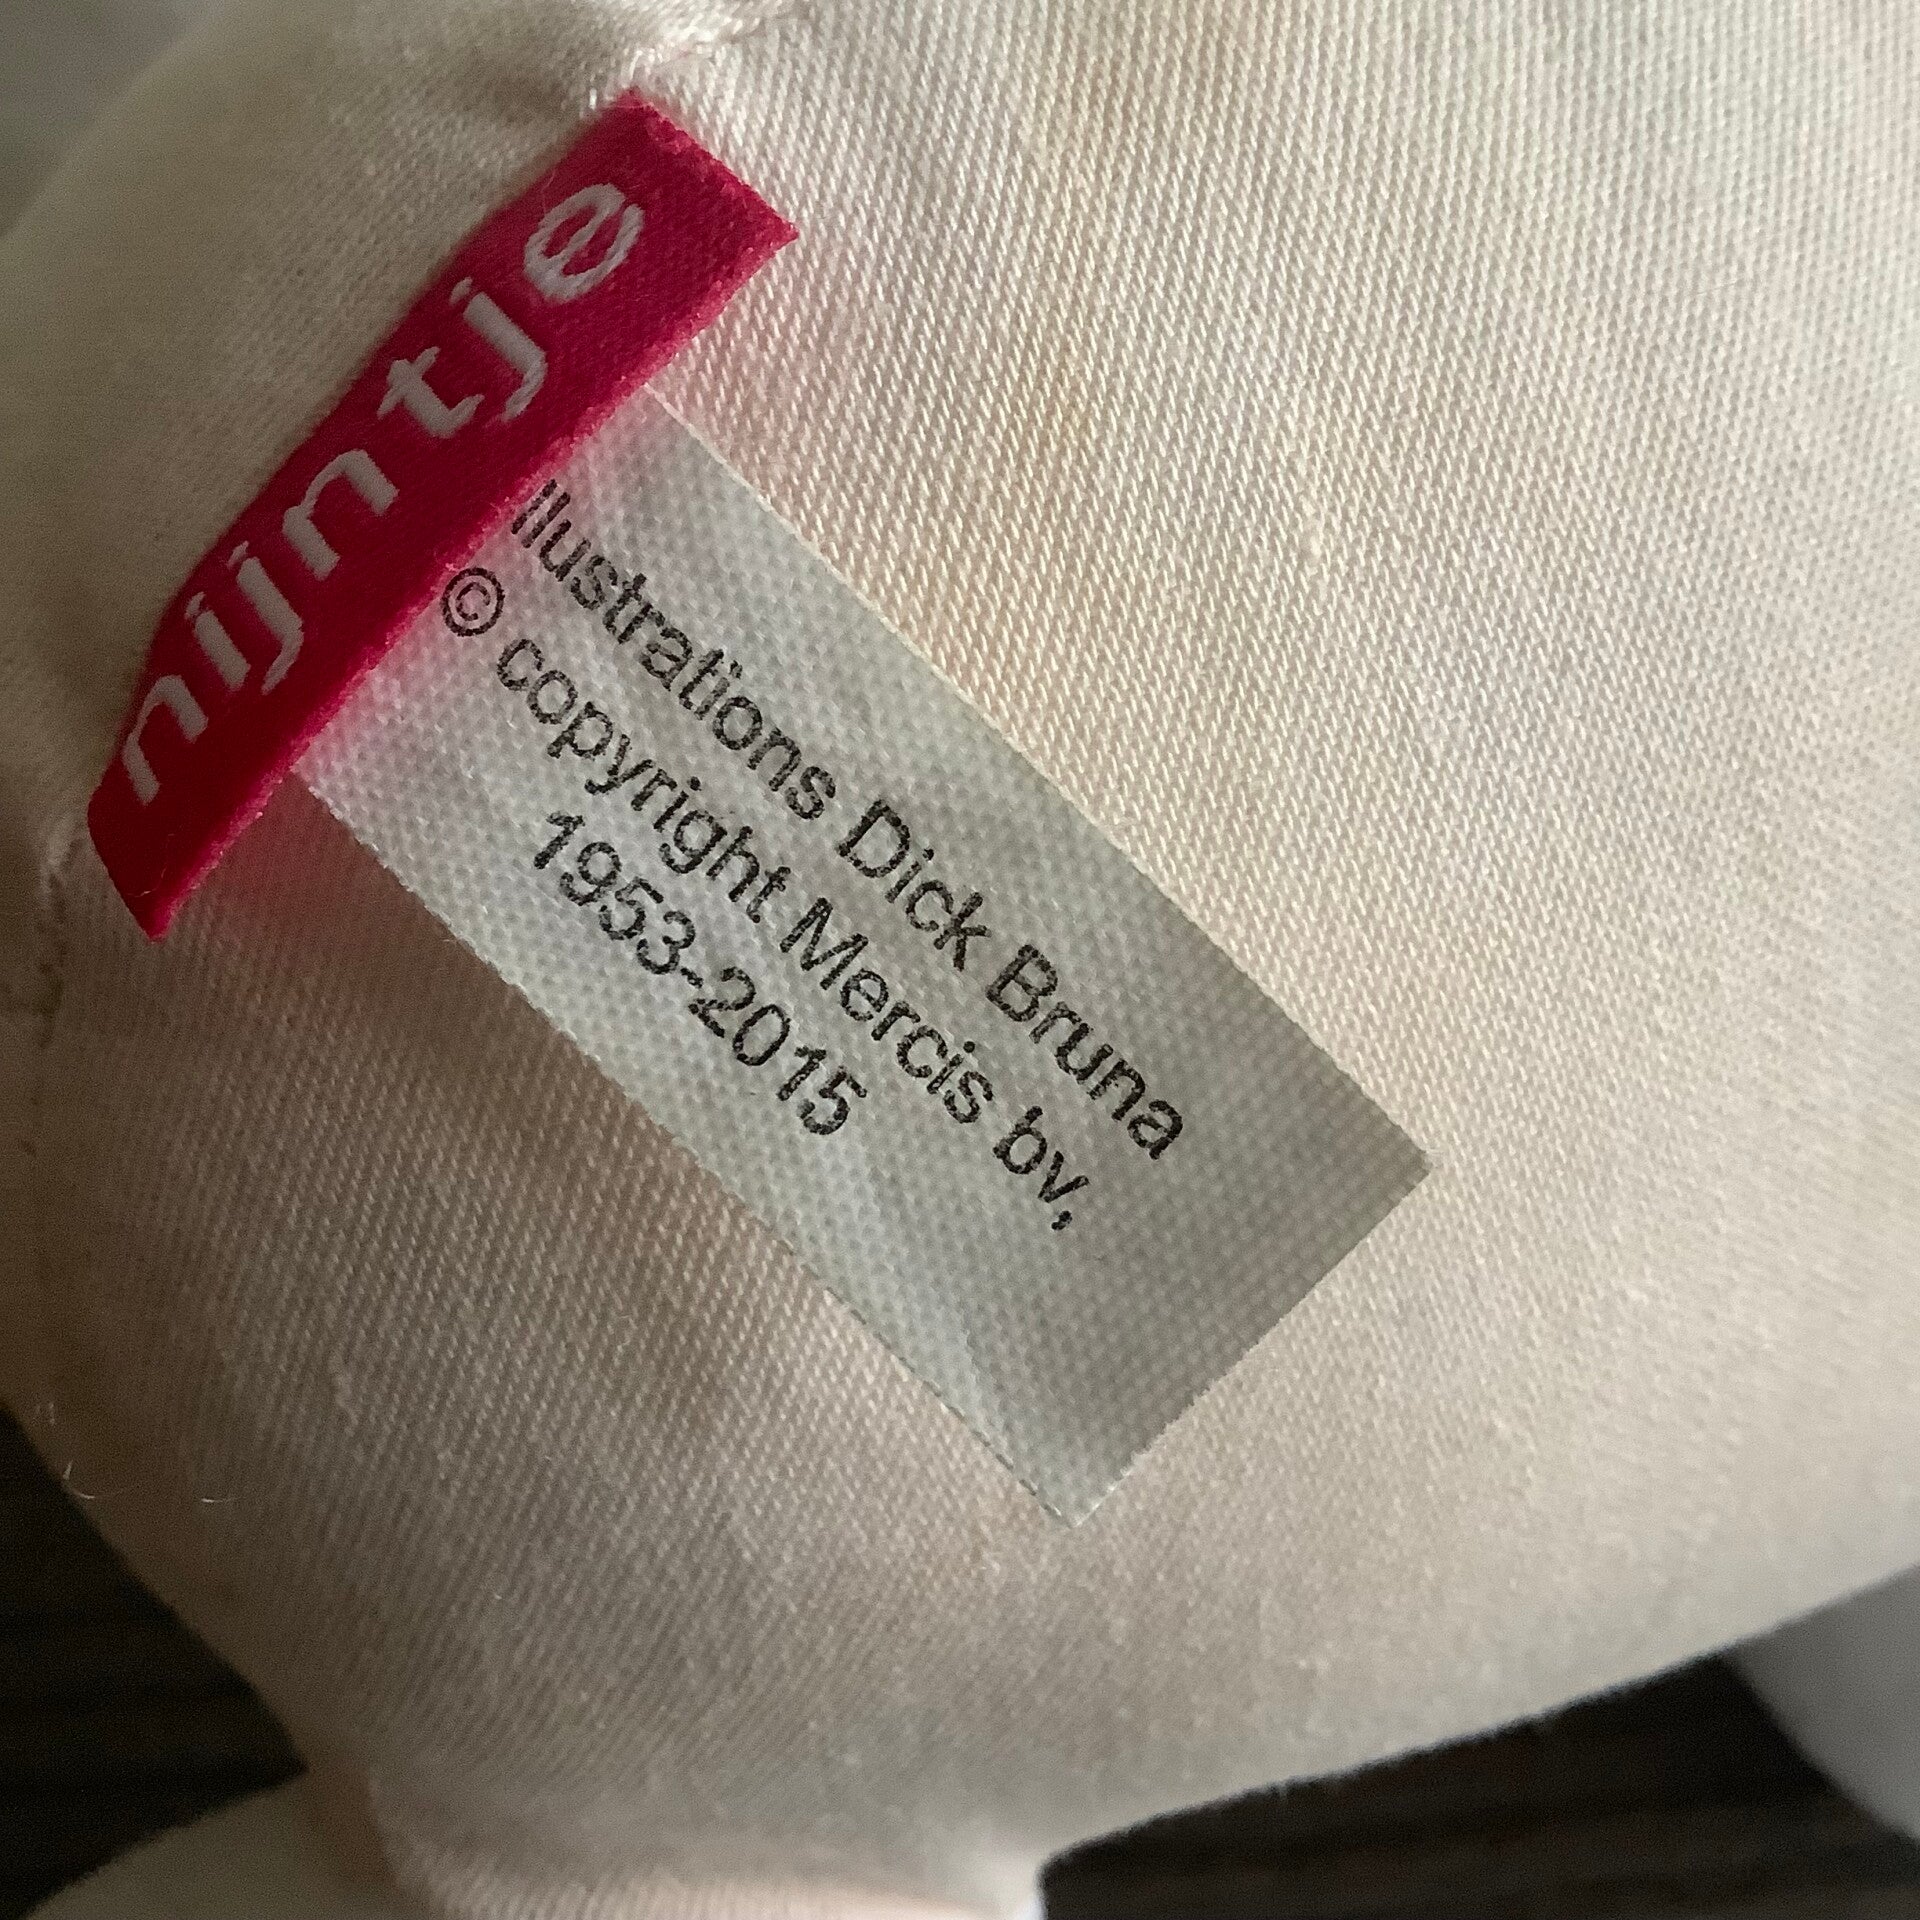 nijntje
illustrations Dick Bruna
© copyright Mercis bv,
1953-2015